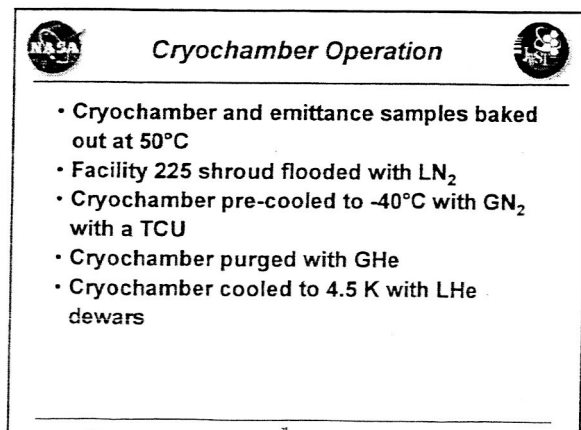 NASA
Cryochamber Operation
• Cryochamber and emittance samples baked
out at 50°C
• Facility 225 shroud flooded with LN₂
• Cryochamber pre-cooled to -40°C with GN₂
with a TCU
• Cryochamber purged with GHe
• Cryochamber cooled to 4.5 K with LHe
dewars